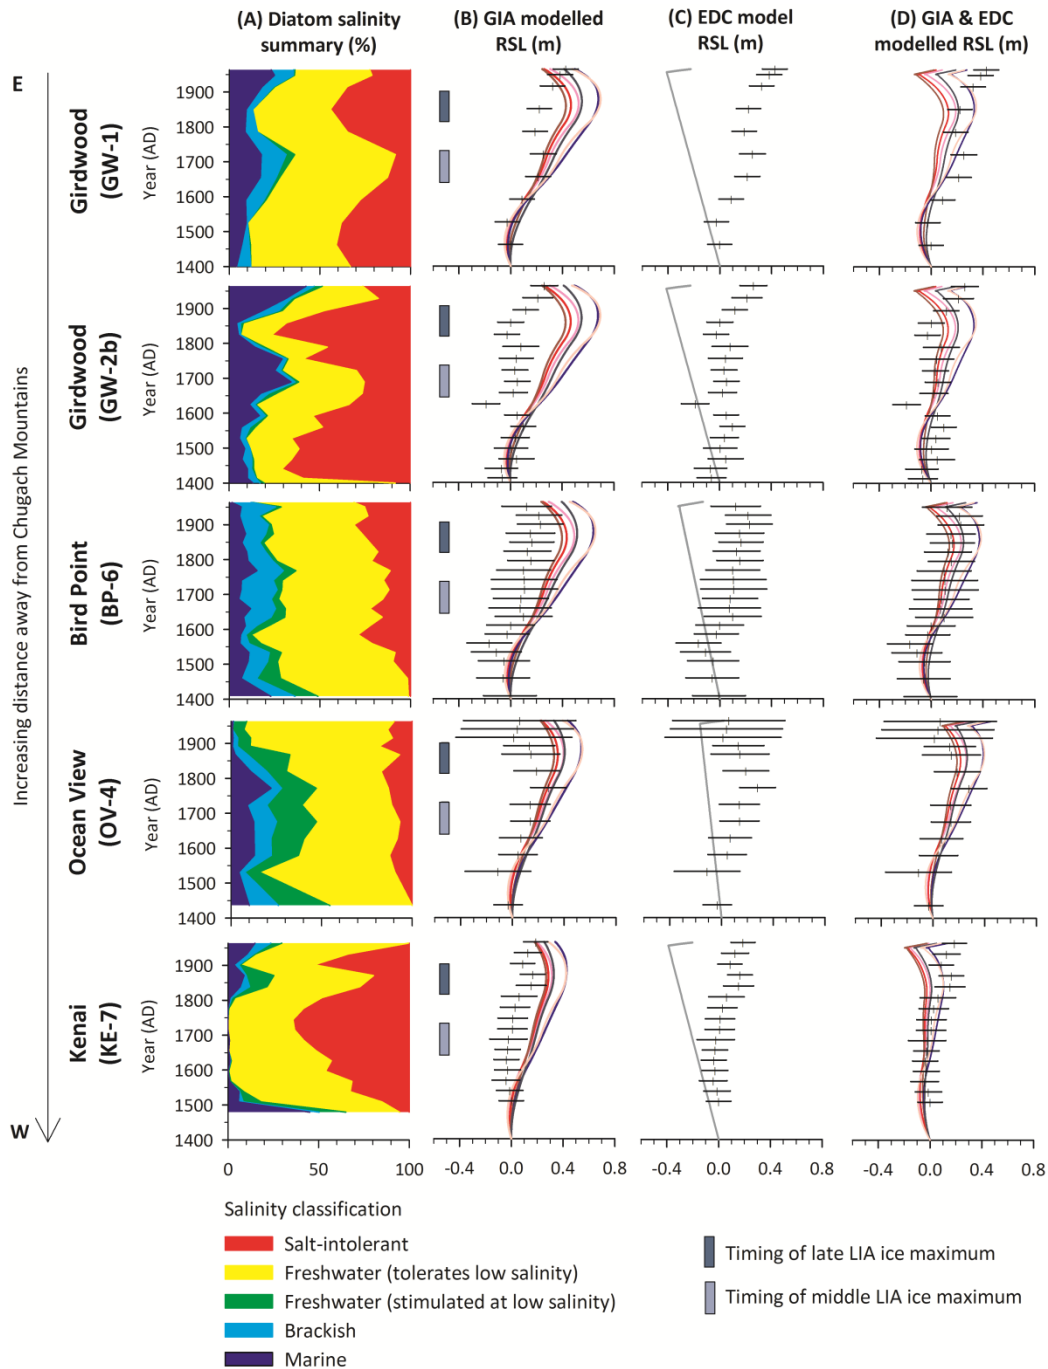 (A) Diatom salinity
summary (%)
(B) GIA modelled
RSL (m)
(C) EDC model
RSL (m)
(D) GIA & EDC
modelled RSL (m)
E
Increasing distance away from Chugach Mountains
W
Girdwood
(GW-1)
Year (AD)
1900
1800
1700
1600
1500
1400
Girdwood
(GW-2b)
Year (AD)
1900
1800
1700
1600
1500
1400
Bird Point
(BP-6)
Year (AD)
1900
1800
1700
1600
1500
1400
Ocean View
(OV-4)
Year (AD)
1900
1800
1700
1600
1500
1400
Kenai
(KE-7)
Year (AD)
1900
1800
1700
1600
1500
1400
0 50 100
-0.4 0.0 0.4 0.8
-0.4 0.0 0.4 0.8
-0.4 0.0 0.4 0.8
Salinity classification
Salt-intolerant
Freshwater (tolerates low salinity)
Freshwater (stimulated at low salinity)
Brackish
Marine
Timing of late LIA ice maximum
Timing of middle LIA ice maximum